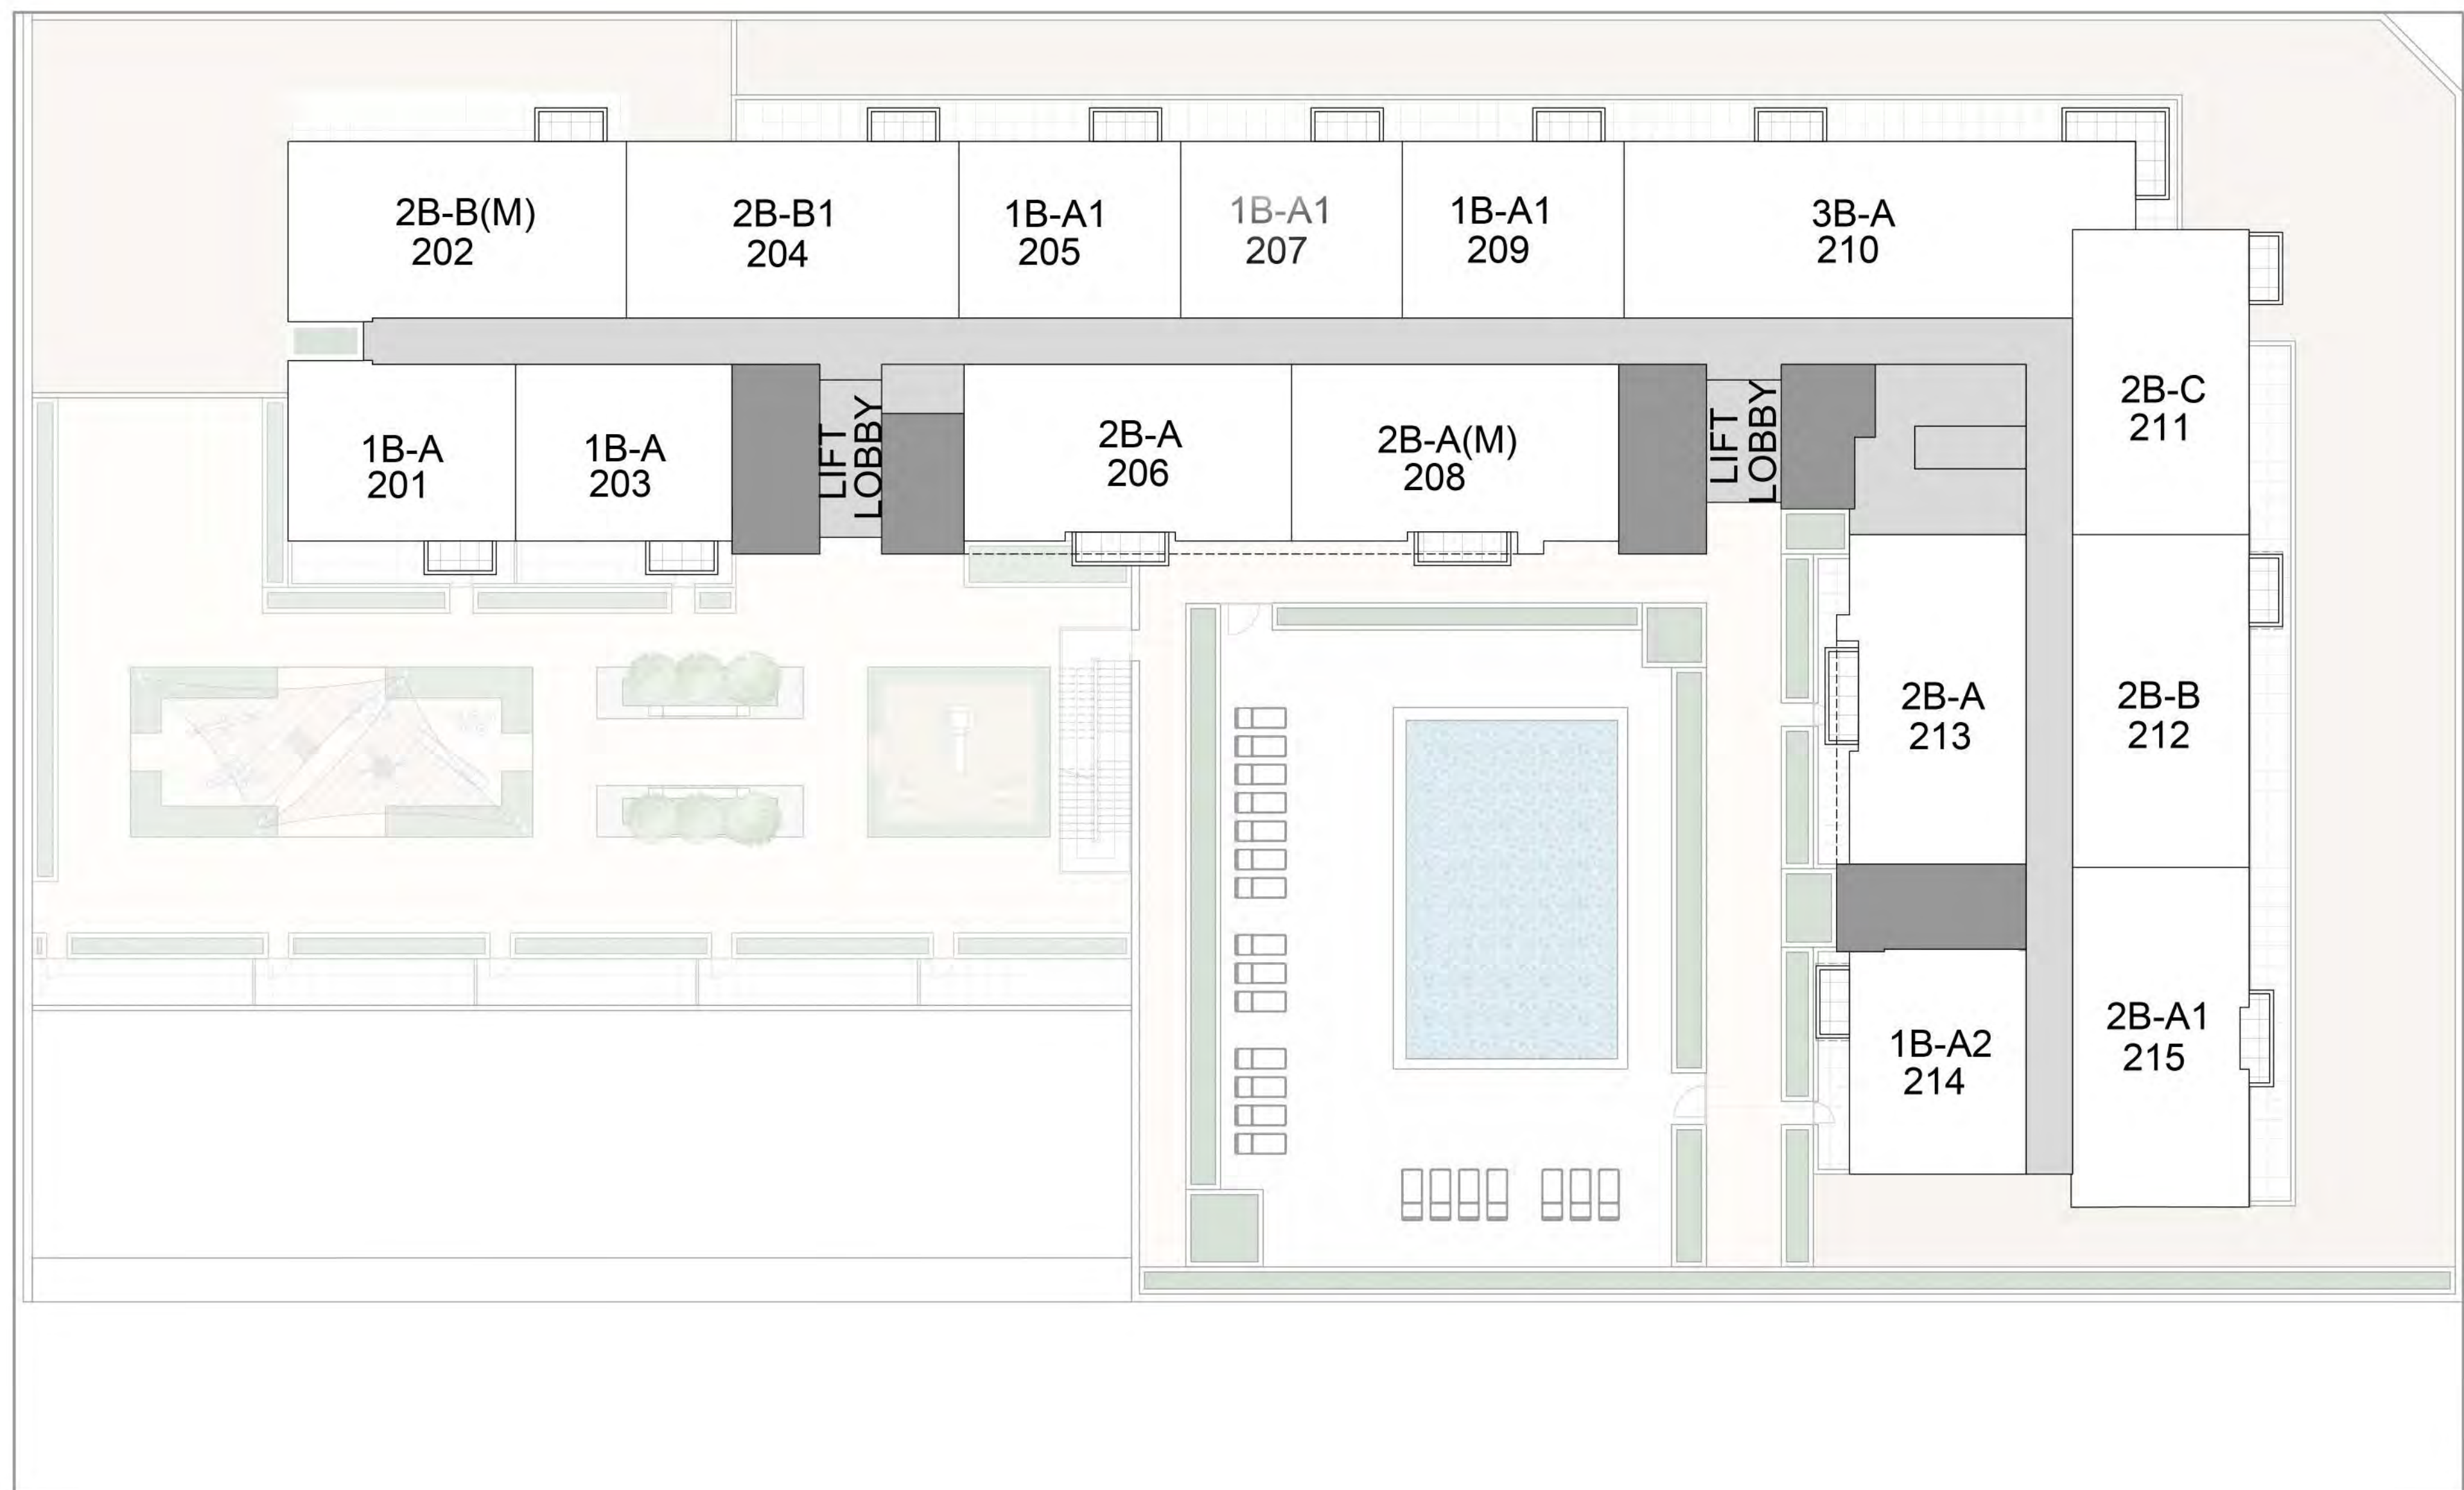 2B-B(M)
202
2B-B1
204
1B-A1
205
1B-A1
207
1B-A1
209
3B-A
210
1B-A
201
1B-A
203
LIFT
LOBBY
2B-A
206
2B-A(M)
208
LIFT
LOBBY
2B-C
211
2B-A
213
2B-B
212
1B-A2
214
2B-A1
215